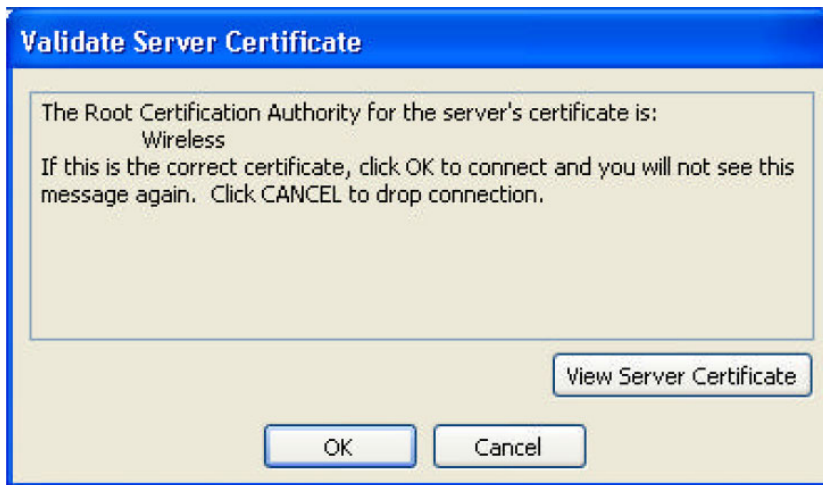 Validate Server Certificate
The Root Certification Authority for the server's certificate is:
Wireless
If this is the correct certificate, click OK to connect and you will not see this
message again.  Click CANCEL to drop connection.
View Server Certificate
OK
Cancel